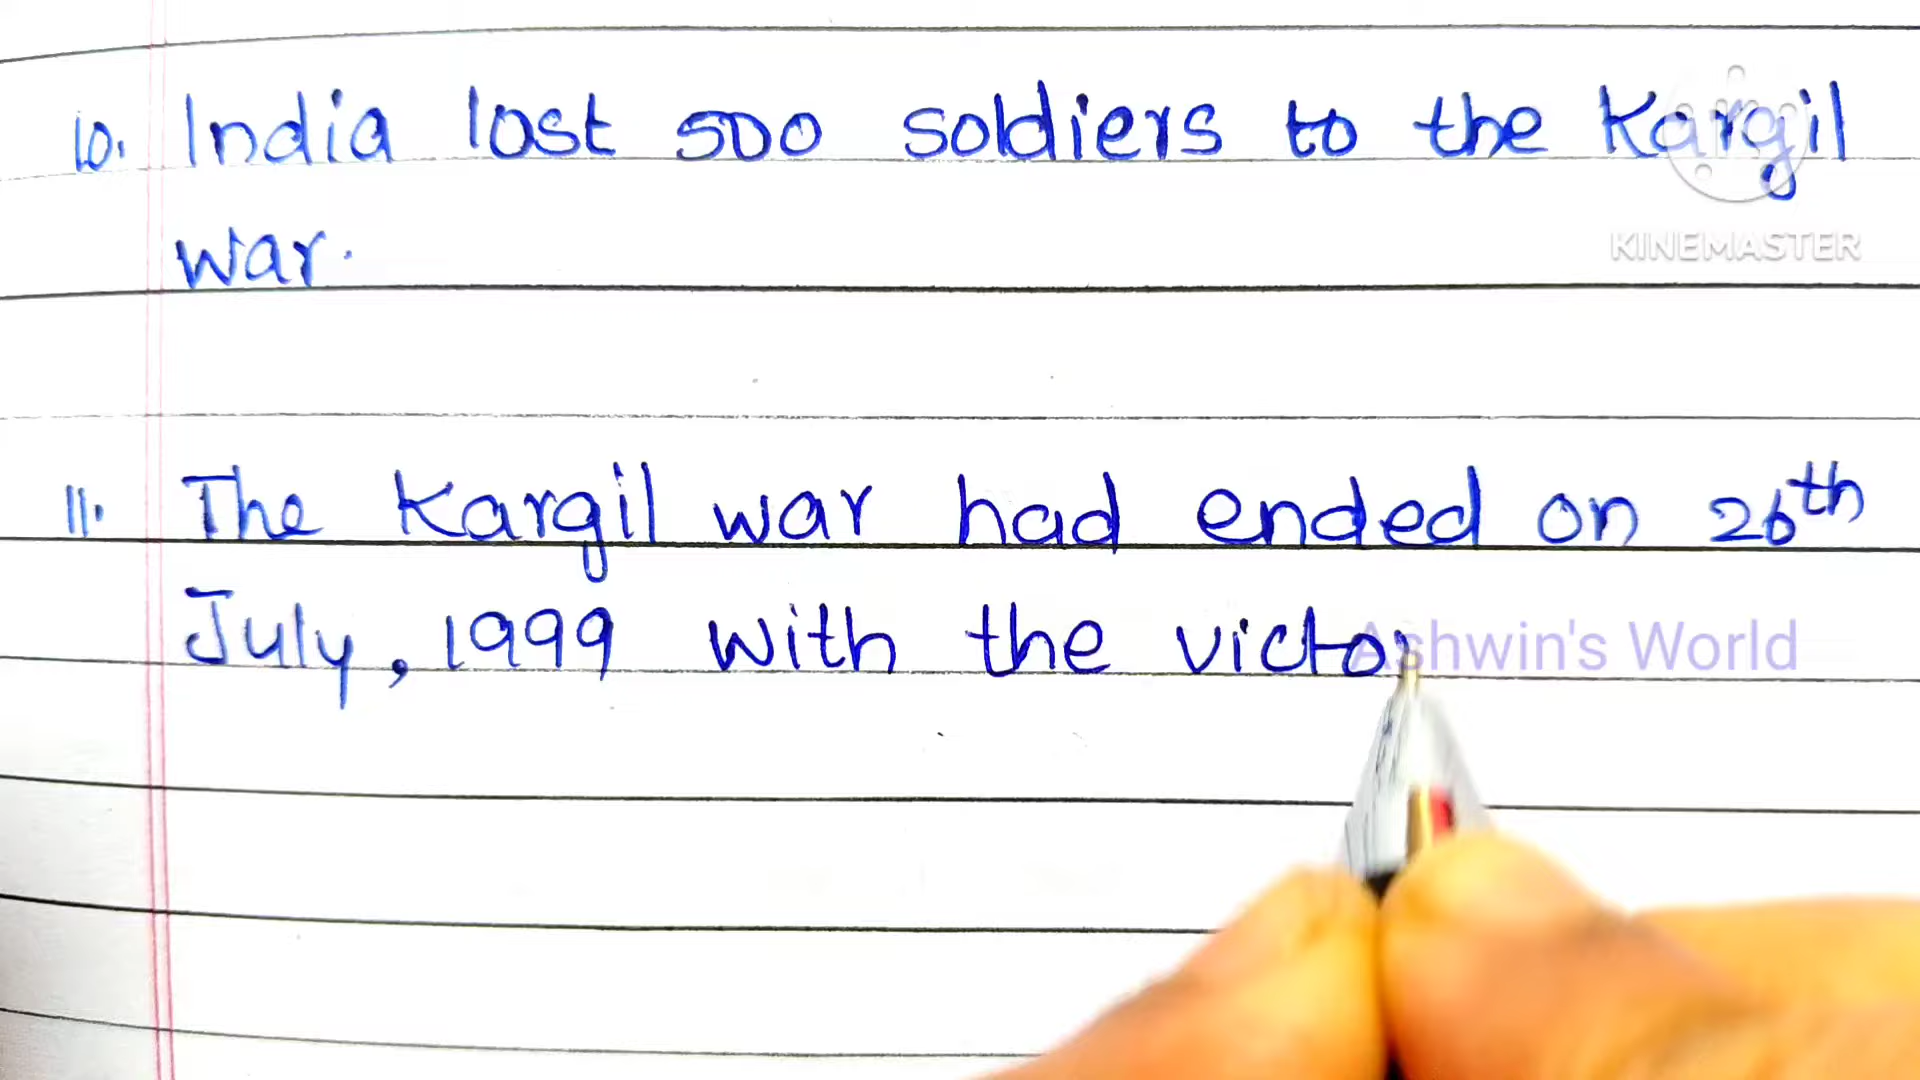 10. India lost 500 soldiers to the Kargil
war.
KINEMASTER
11. The Kargil war had ended on 26th
July, 1999 with the victor
Ashwin's World